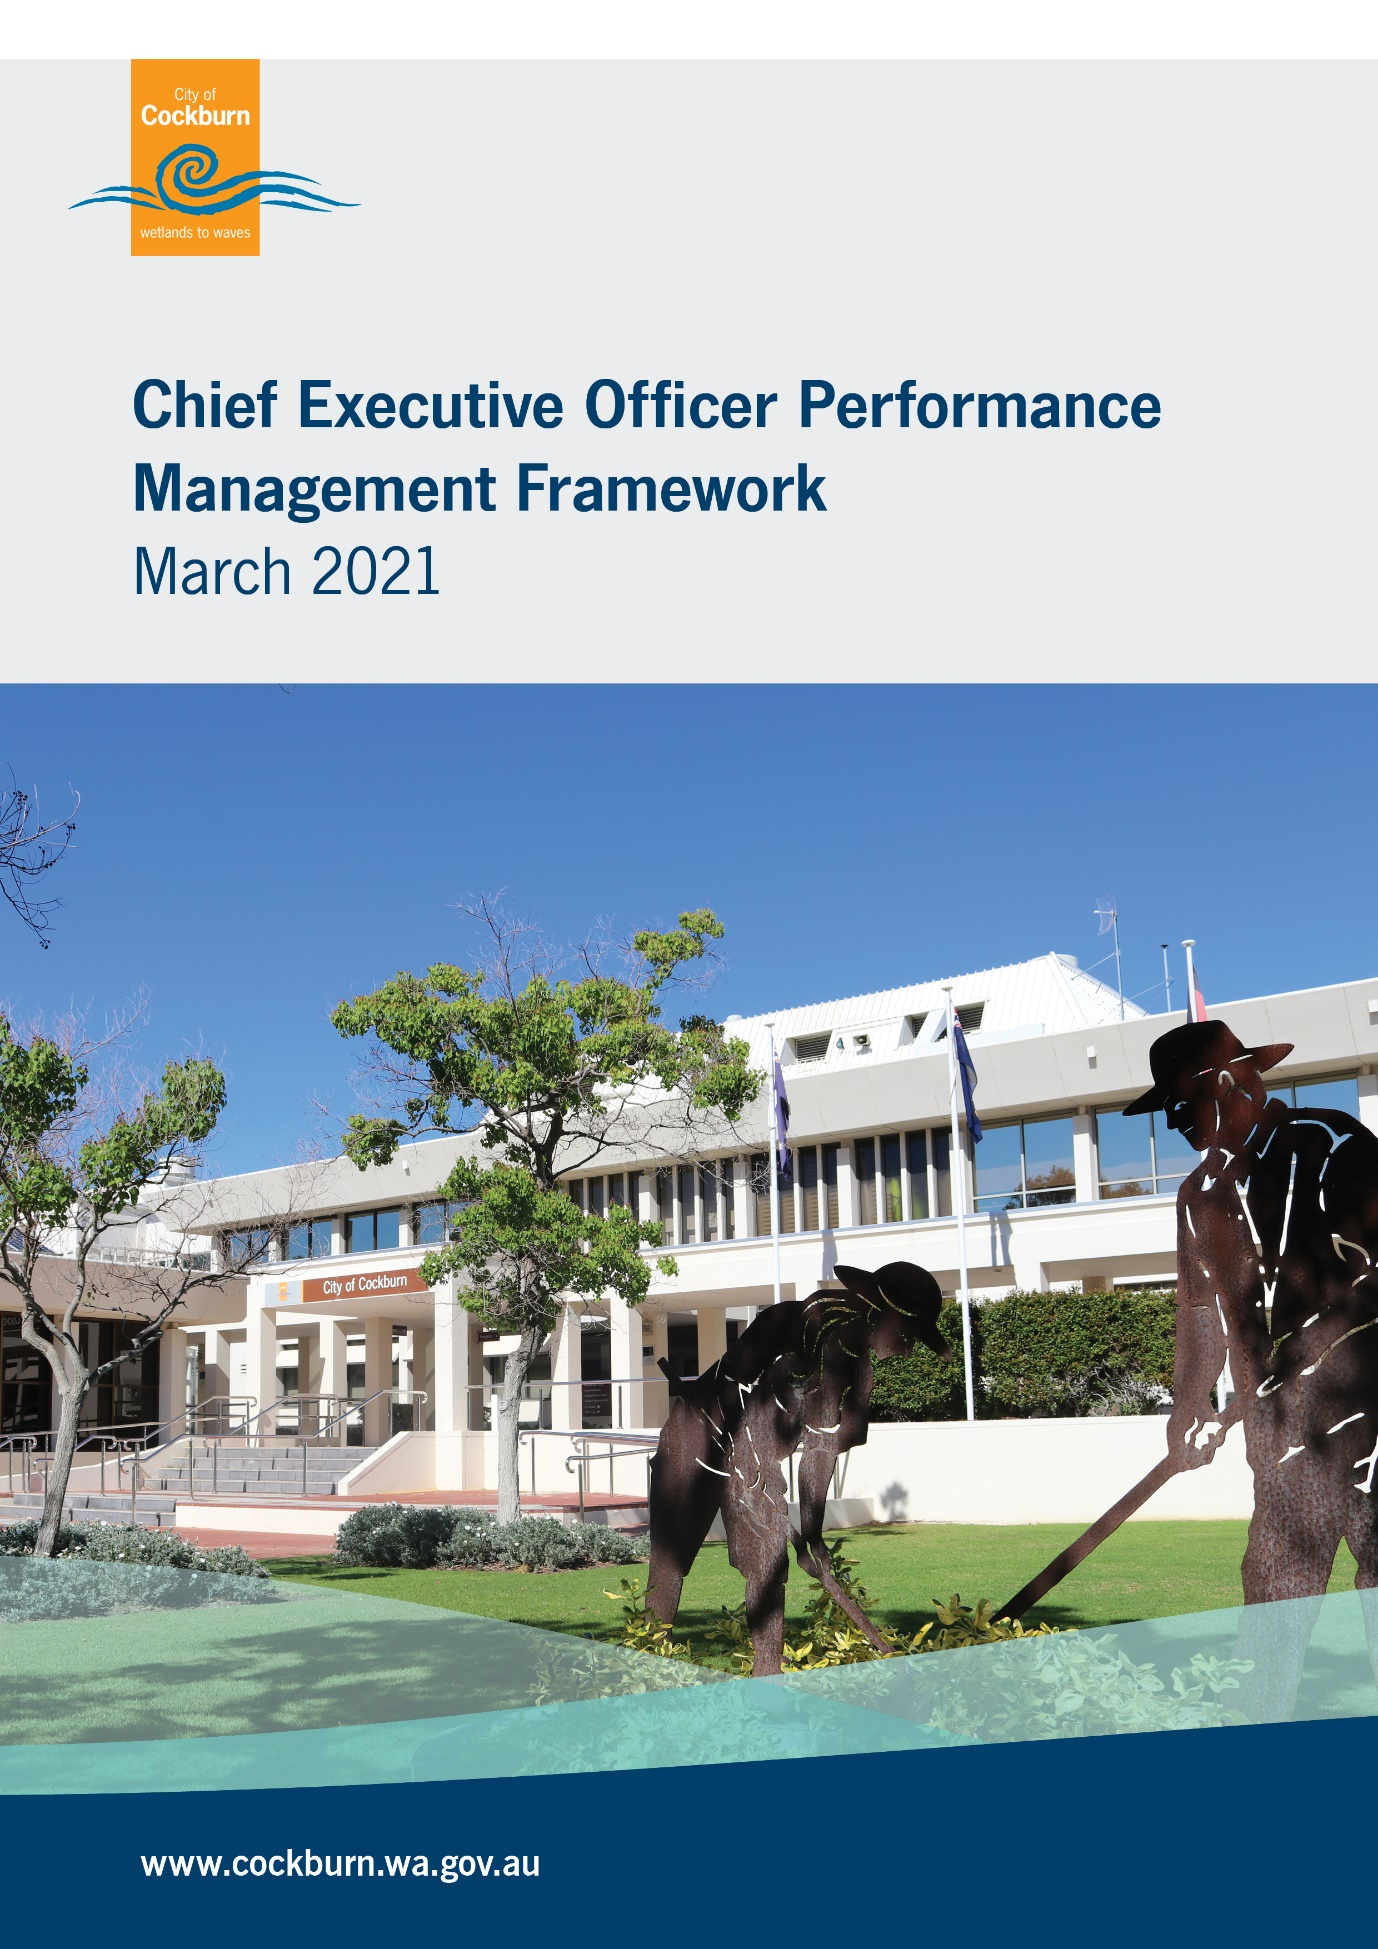 City of
Cockburn
wetlands to waves
Chief Executive Officer Performance
Management Framework
March 2021
City of Cockburn
www.cockburn.wa.gov.au